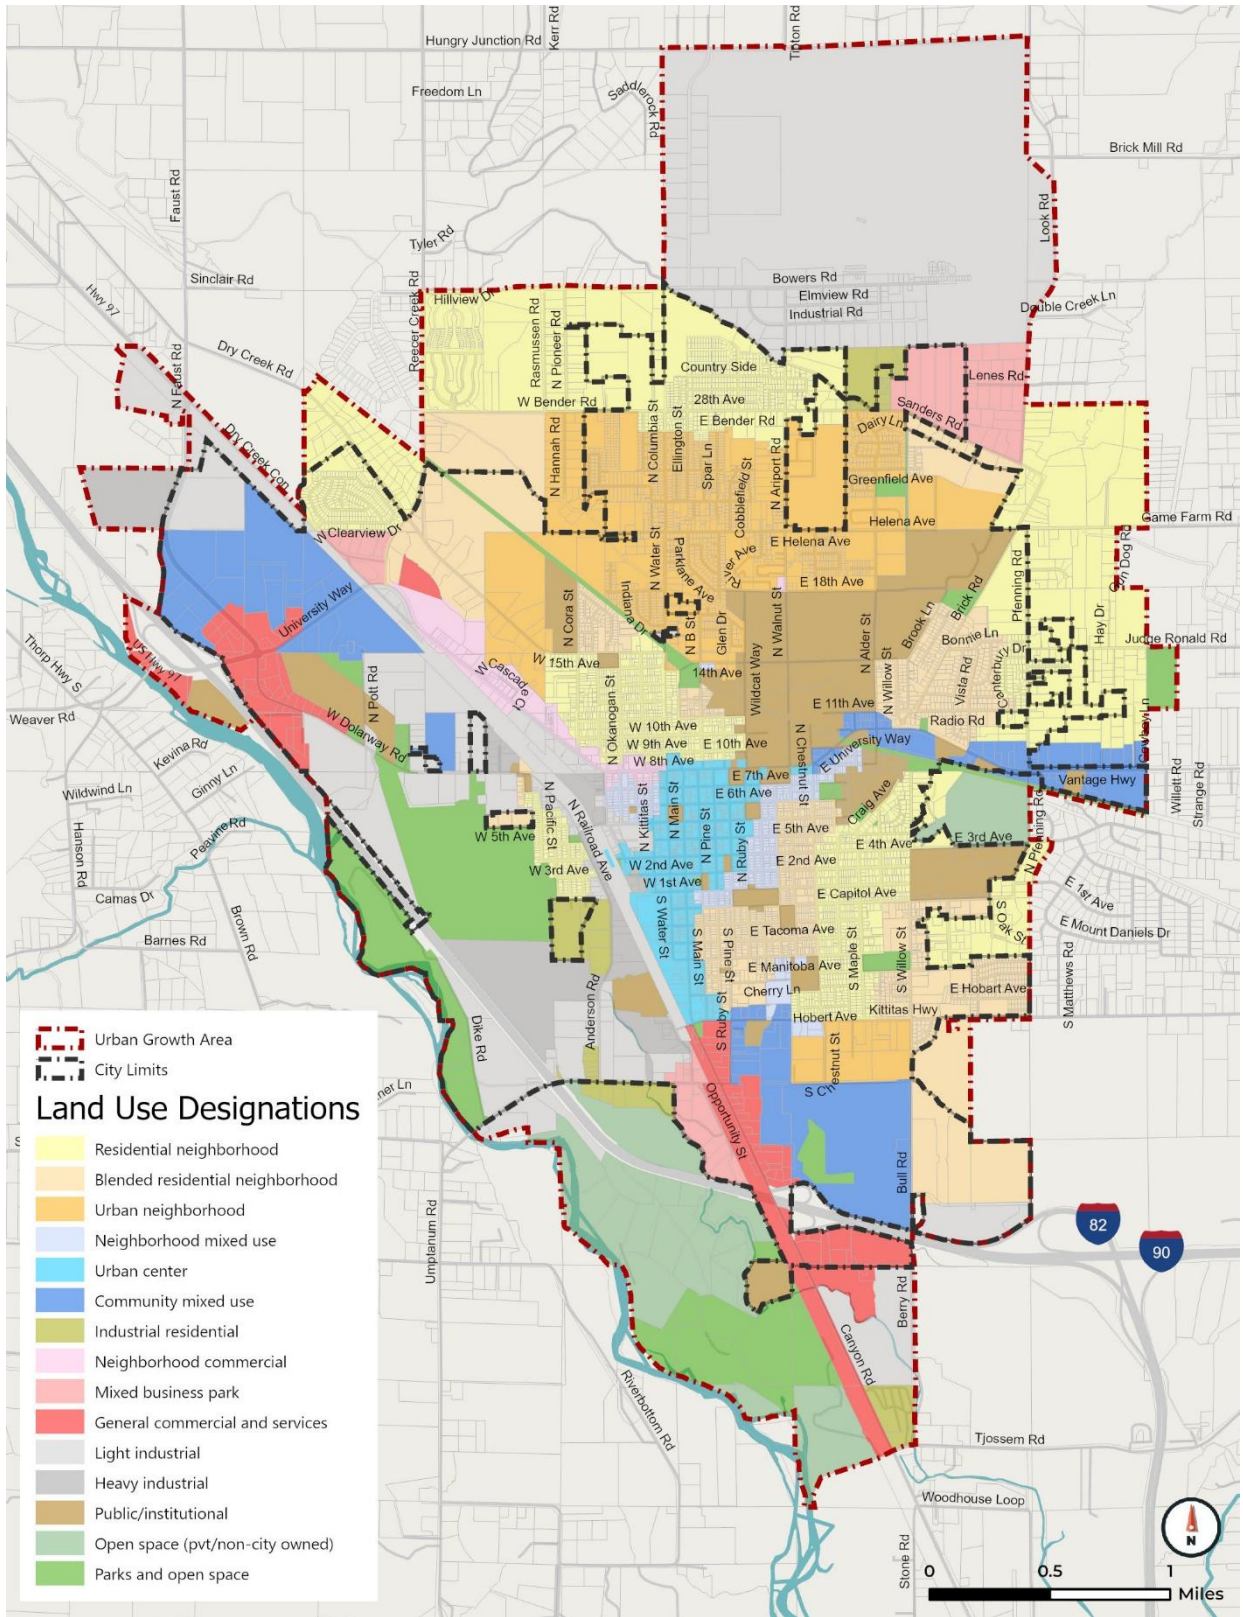 Hungry Junction Rd
Kerr Rd
Tipton Rd
Freedom Ln
Saddlerock Rd
Brick Mill Rd
Faust Rd
Look Rd
Tyler Rd
Sinclair Rd
Reecer Creek Rd
Hillview Dr
Bowers Rd
Elmview Rd
Industrial Rd
Double Creek Ln
Hwy 97
N Faust Rd
Dry Creek Rd
Rasmussen Rd
N Pioneer Rd
Country Side
Lenes Rd
28th Ave
W Bender Rd
E Bender Rd
Sanders Rd
Dry Creek Con
N Hannah Rd
N Columbia St
Ellington St
Spar Ln
Cobblefield St
N Ariport Rd
Dairy Ln
Greenfield Ave
W Clearview Dr
Helena Ave
Game Farm Rd
Gun Dog Rd
N Water St
Parklane Ave
E Helena Ave
E 18th Ave
University Way
Indiana Dr
N Cora St
N B St
Glen Dr
N Walnut St
N Alder St
Brook Ln
Brick Rd
Pfenning Rd
Hay Dr
Judge Ronald Rd
Bonnie Ln
Thorp Hwy S
US Hwy 97
N Pott Rd
W Cascade Ct
W 15th Ave
14th Ave
Wildcat Way
N Willow St
Vista Rd
Centerbury Dr
E 11th Ave
Radio Rd
Cowboy Ln
Weaver Rd
Kevina Rd
W Dolarway Rd
N Okanogan St
W 10th Ave
W 9th Ave
E 10th Ave
W 8th Ave
N Chestnut St
E University Way
Vantage Hwy
Willett Rd
Strange Rd
Wildwind Ln
Ginny Ln
Hanson Rd
Peavine Rd
N Pacific St
N Railroad Ave
N Kittitas St
N Main St
N Pine St
N Ruby St
E 7th Ave
E 6th Ave
Craig Ave
E 5th Ave
E 4th Ave
E 3rd Ave
N Pfenning Rd
W 5th Ave
W 3rd Ave
W 2nd Ave
E 2nd Ave
W 1st Ave
E Capitol Ave
E 1st Ave
E Mount Daniels Dr
Camas Dr
Barnes Rd
Brown Rd
S Water St
S Main St
S Pine St
E Tacoma Ave
E Manitoba Ave
Cherry Ln
S Maple St
S Willow St
S Oak St
E Hobart Ave
S Matthews Rd
Kittitas Hwy
Hobert Ave
S Ruby St
Anderson Rd
Dike Rd
S Chestnut St
Opportunity St
Bull Rd
Umptanum Rd
Riverbottom Rd
Berry Rd
Canyon Rd
82
90
Tjossem Rd
Woodhouse Loop
Stone Rd
Urban Growth Area
City Limits
Land Use Designations
Residential neighborhood
Blended residential neighborhood
Urban neighborhood
Neighborhood mixed use
Urban center
Community mixed use
Industrial residential
Neighborhood commercial
Mixed business park
General commercial and services
Light industrial
Heavy industrial
Public/institutional
Open space (pvt/non-city owned)
Parks and open space
N
0 0.5 1
Miles